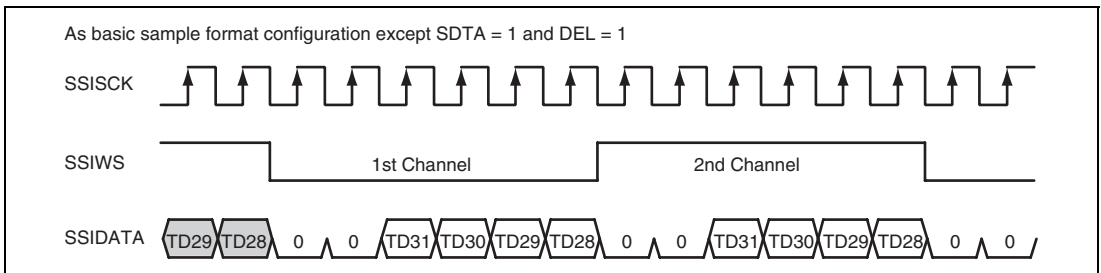 As basic sample format configuration except SDTA = 1 and DEL = 1
SSISCK
SSIWS 1st Channel 2nd Channel
SSIDATA TD29 TD28 0 0 TD31 TD30 TD29 TD28 0 0 TD31 TD30 TD29 TD28 0 0